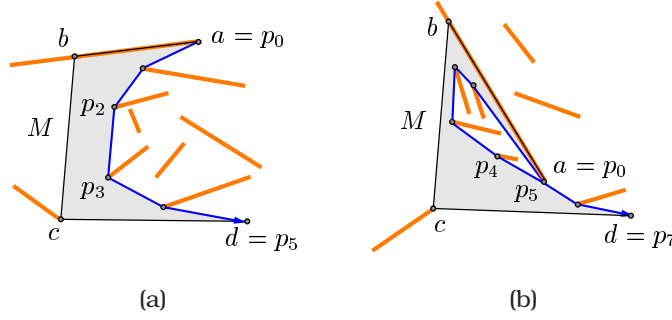 b
a = p₀
p₂
M
p₃
c
d = p₅
(a)
b
M
p₄
a = p₀
p₅
c
d = p₇
(b)